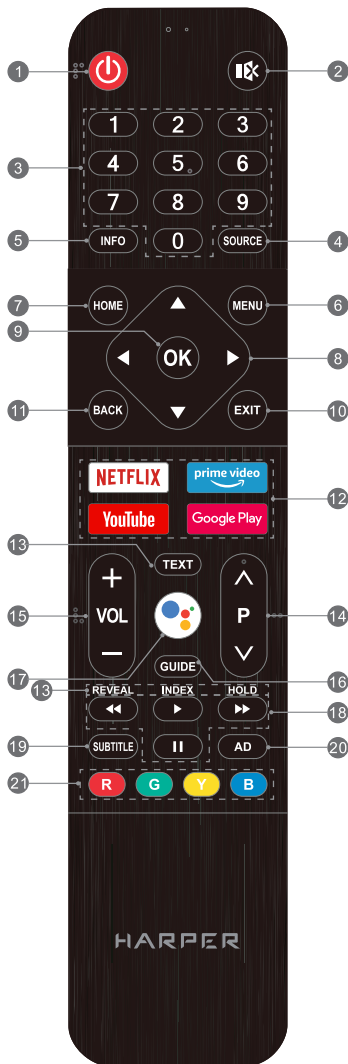 1 2
1 2 3
3
4 5 6
7 8 9
5 INFO 0 SOURCE 4
7 HOME MENU 6
9 OK 8
11 BACK EXIT 10
NETFLIX prime video
12
YouTube Google Play
13 TEXT
+
15 VOL P 14
−
17 GUIDE 16
13 REVEAL INDEX HOLD
18
19 SUBTITLE AD 20
21 R G Y B
HARPER